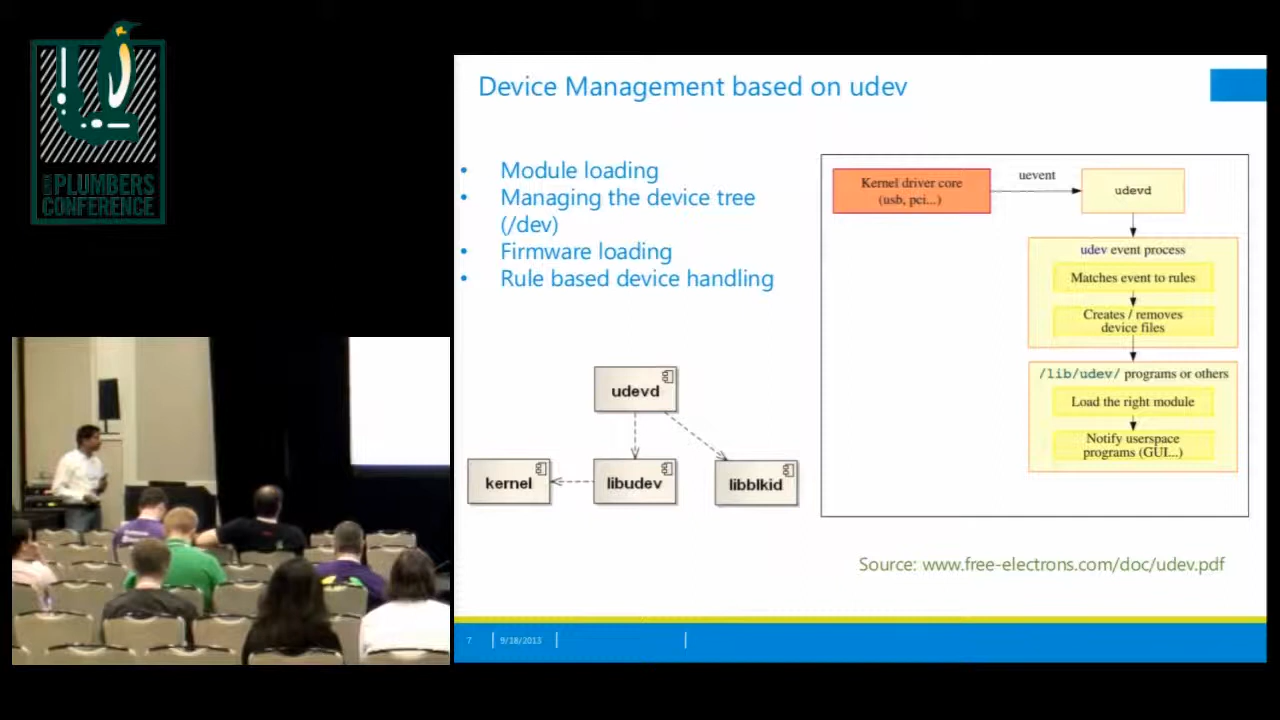 PLUMBERS
CONFERENCE
Device Management based on udev
• Module loading
• Managing the device tree
(/dev)
• Firmware loading
• Rule based device handling
udevd
kernel
libudev
libblkid
Kernel driver core
(usb, pci...)
uevent
udevd
udev event process
Matches event to rules
Creates / removes
device files
/lib/udev/ programs or others
Load the right module
Notify userspace
programs (GUI...)
Source: www.free-electrons.com/doc/udev.pdf
7
9/18/2013